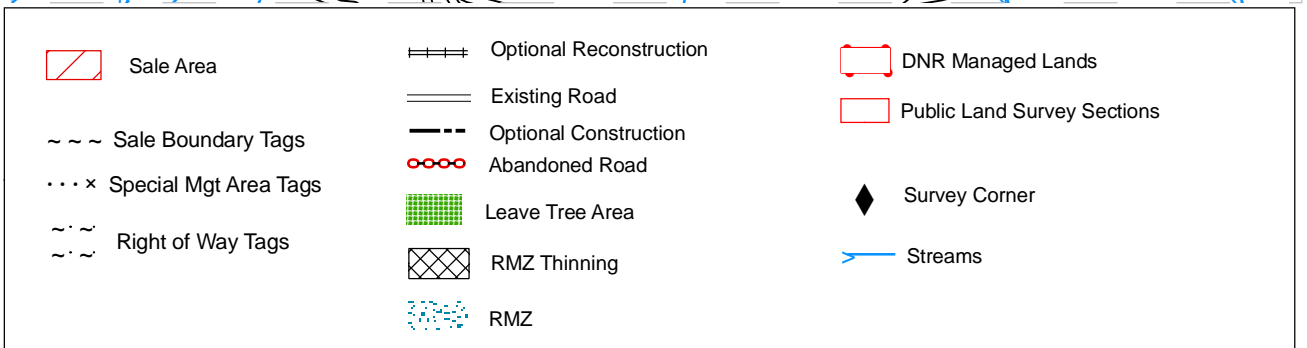 Sale Area
Sale Boundary Tags
Special Mgt Area Tags
Right of Way Tags
Optional Reconstruction
Existing Road
Optional Construction
Abandoned Road
Leave Tree Area
RMZ Thinning
RMZ
DNR Managed Lands
Public Land Survey Sections
Survey Corner
Streams